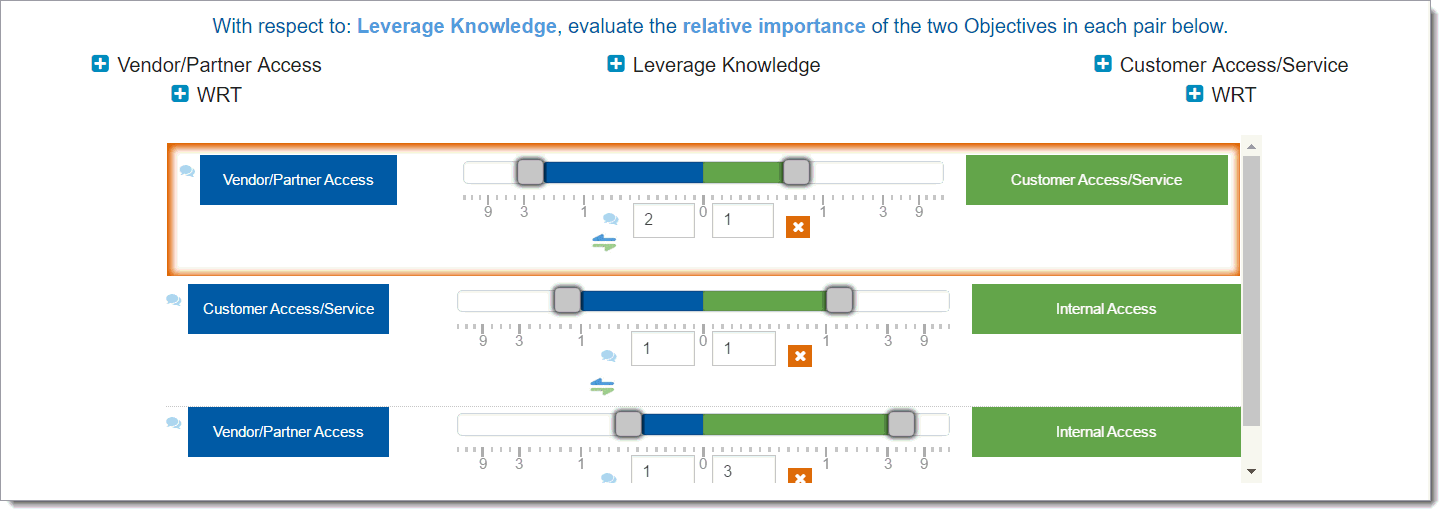 With respect to: Leverage Knowledge, evaluate the relative importance of the two Objectives in each pair below.
Vendor/Partner Access Leverage Knowledge Customer Access/Service
WRT WRT
Vendor/Partner Access Customer Access/Service
9 3 1 0 1 3 9
2 1
Customer Access/Service Internal Access
9 3 1 0 1 3 9
1 1
Vendor/Partner Access Internal Access
9 3 1 0 1 3 9
1 3